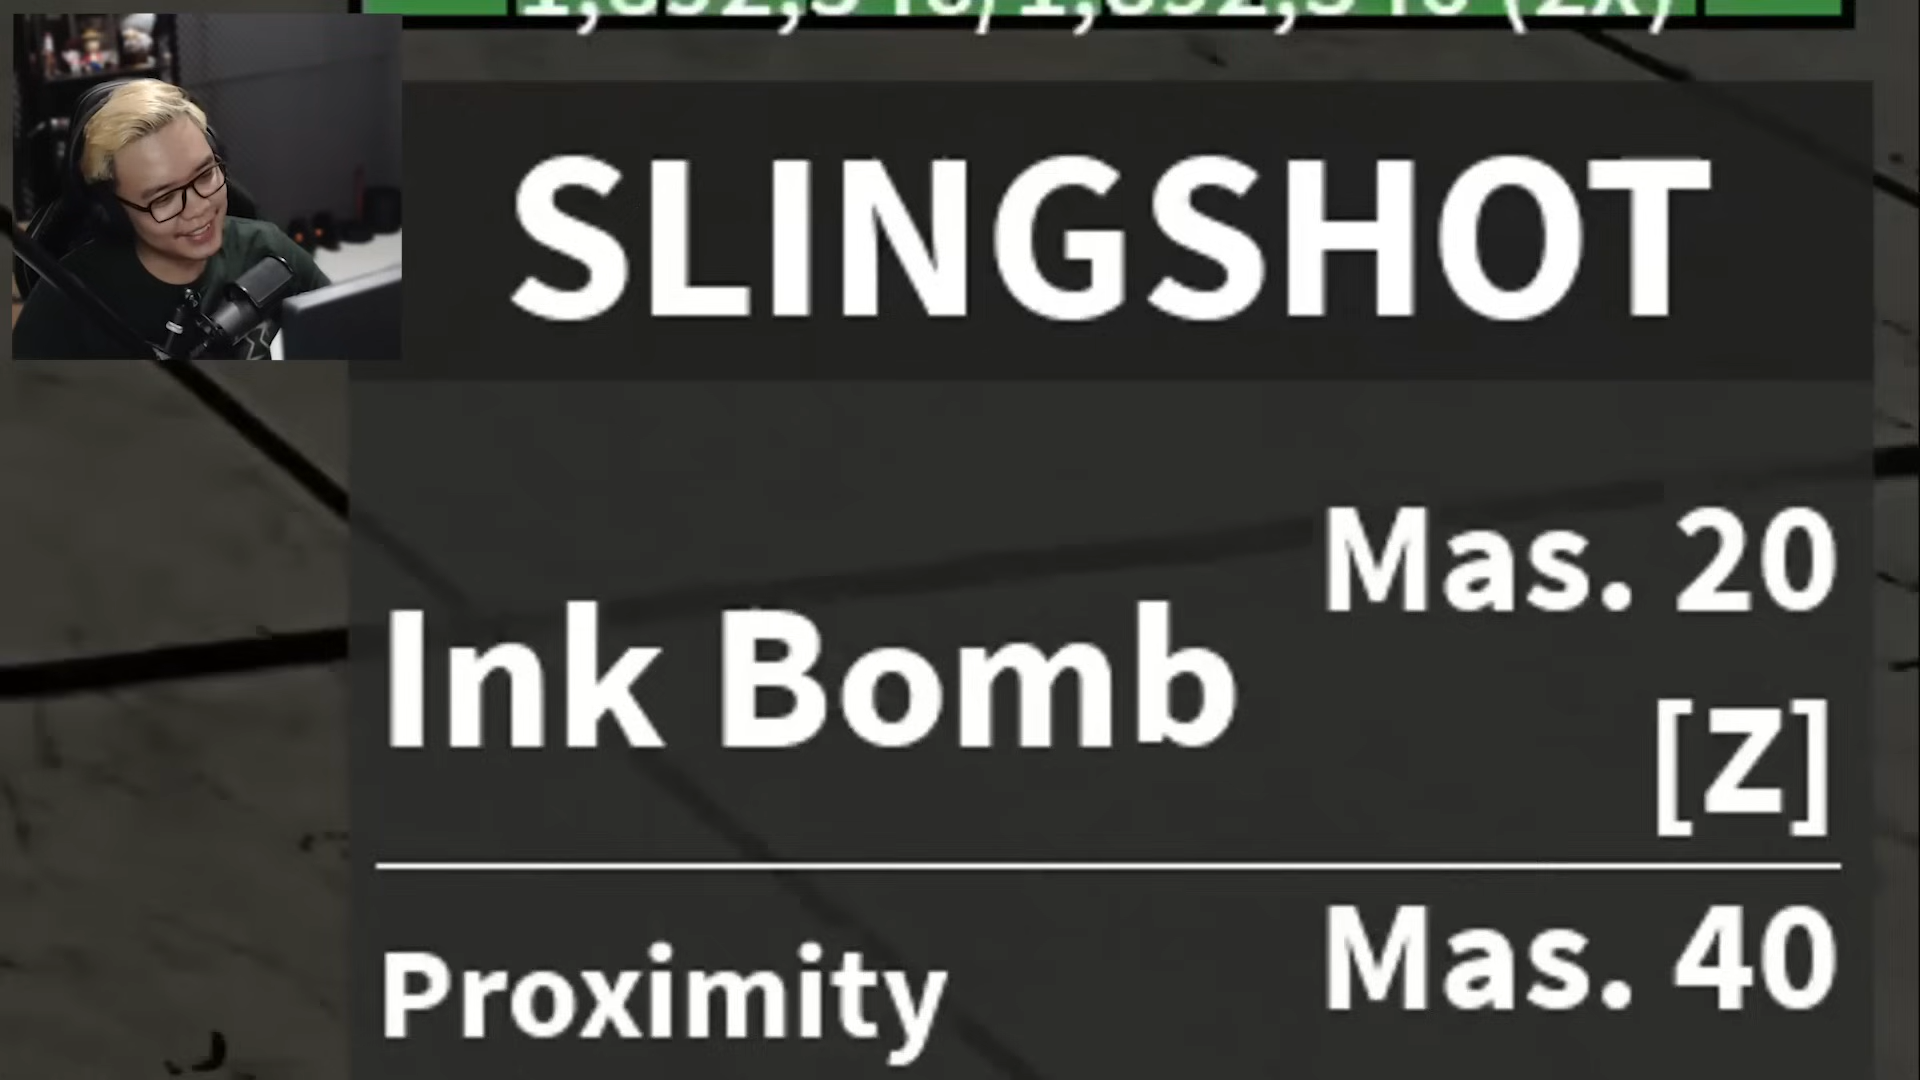 SLINGSHOT
Ink Bomb
Mas. 20
[Z]
Proximity
Mas. 40